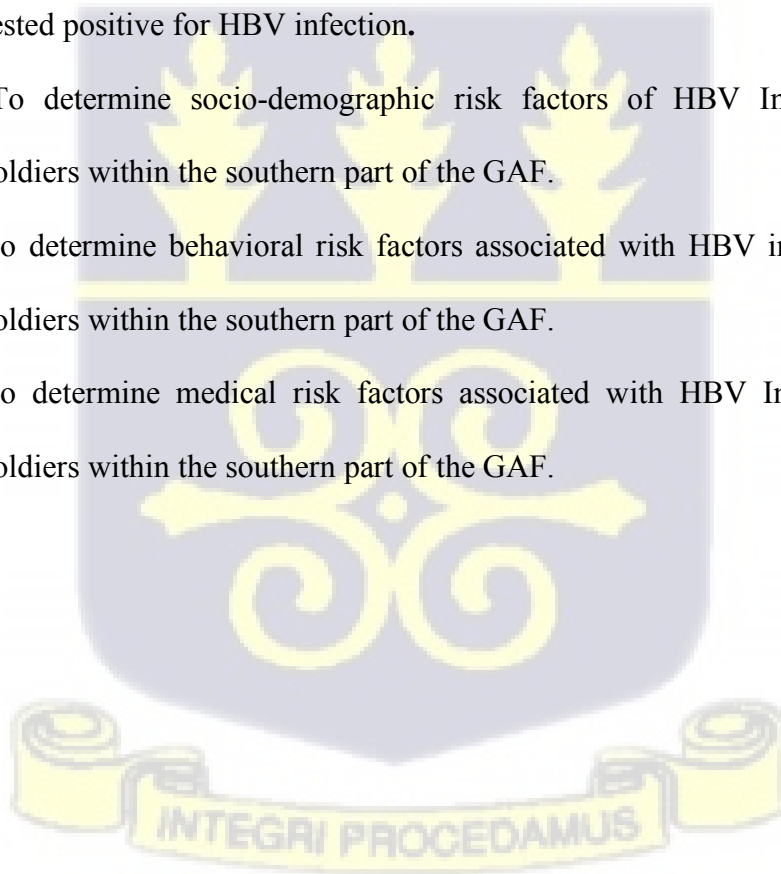 ested positive for HBV infection.
To determine socio-demographic risk factors of HBV In
oldiers within the southern part of the GAF.
o determine behavioral risk factors associated with HBV in
oldiers within the southern part of the GAF.
o determine medical risk factors associated with HBV In
oldiers within the southern part of the GAF.
INTEGRI PROCEDAMUS